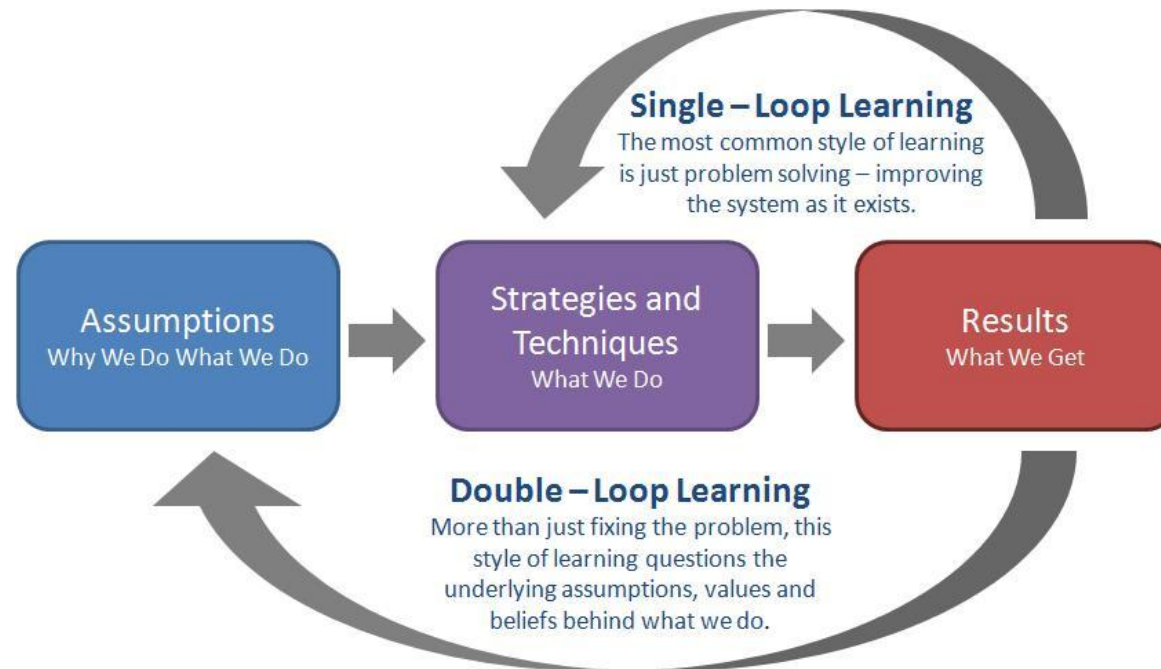 Single – Loop Learning
The most common style of learning
is just problem solving – improving
the system as it exists.
Assumptions
Why We Do What We Do
Strategies and
Techniques
What We Do
Results
What We Get
Double – Loop Learning
More than just fixing the problem, this
style of learning questions the
underlying assumptions, values and
beliefs behind what we do.